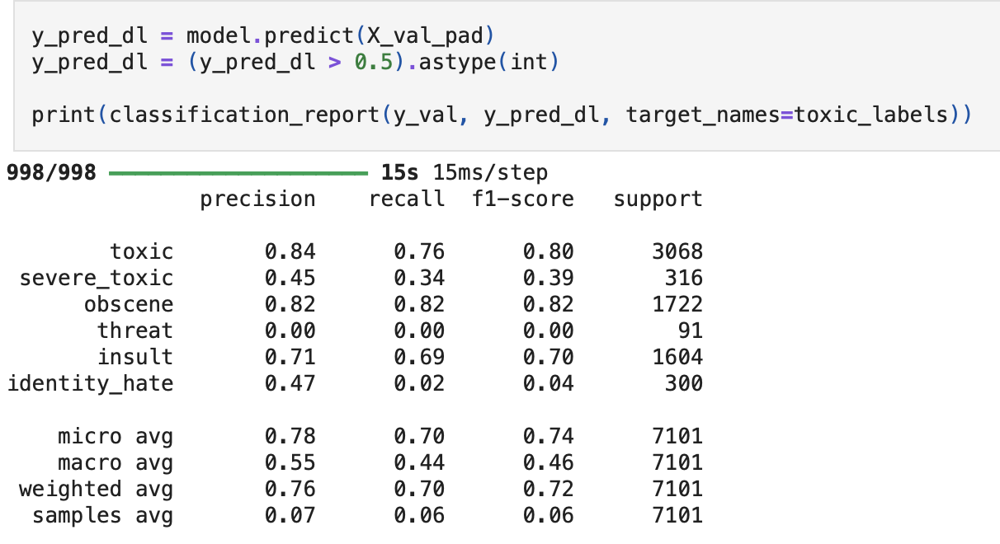 y_pred_dl = model.predict(X_val_pad)
y_pred_dl = (y_pred_dl > 0.5).astype(int)
print(classification_report(y_val, y_pred_dl, target_names=toxic_labels))
998/998 15s 15ms/step
precision recall f1-score support
toxic 0.84 0.76 0.80 3068
severe_toxic 0.45 0.34 0.39 316
obscene 0.82 0.82 0.82 1722
threat 0.00 0.00 0.00 91
insult 0.71 0.69 0.70 1604
identity_hate 0.47 0.02 0.04 300
micro avg 0.78 0.70 0.74 7101
macro avg 0.55 0.44 0.46 7101
weighted avg 0.76 0.70 0.72 7101
samples avg 0.07 0.06 0.06 7101